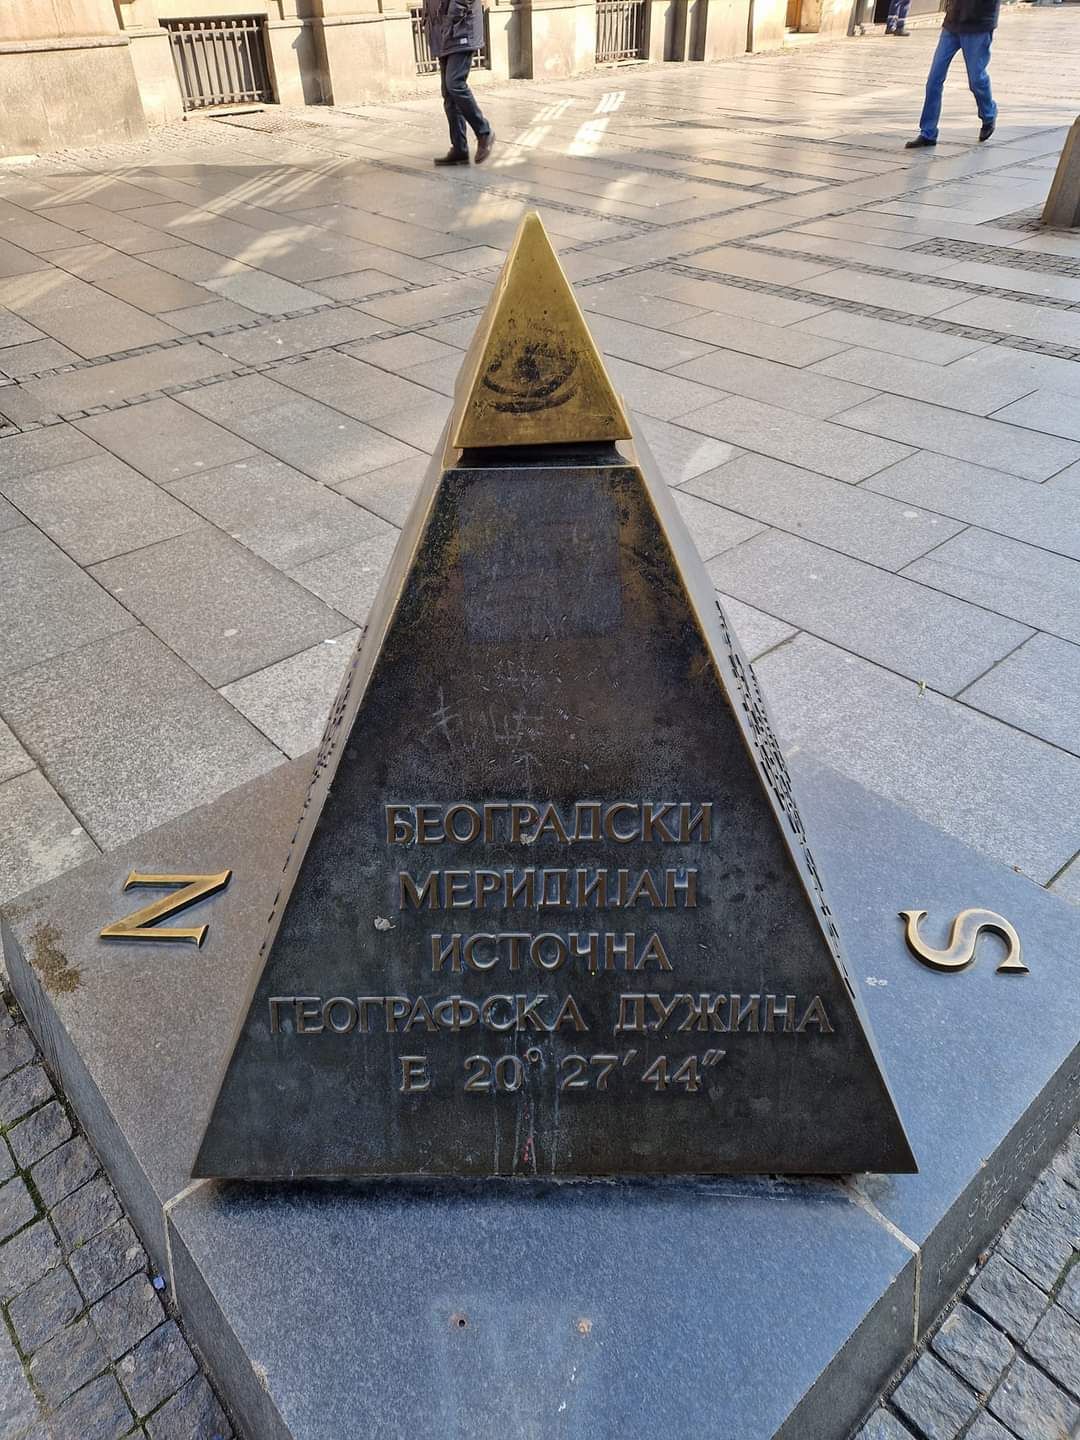 БЕОГРАДСКИ
МЕРИДИЈАН
ИСТОЧНА
ГЕОГРАФСКА ДУЖИНА
E 20° 27′44″
N
S